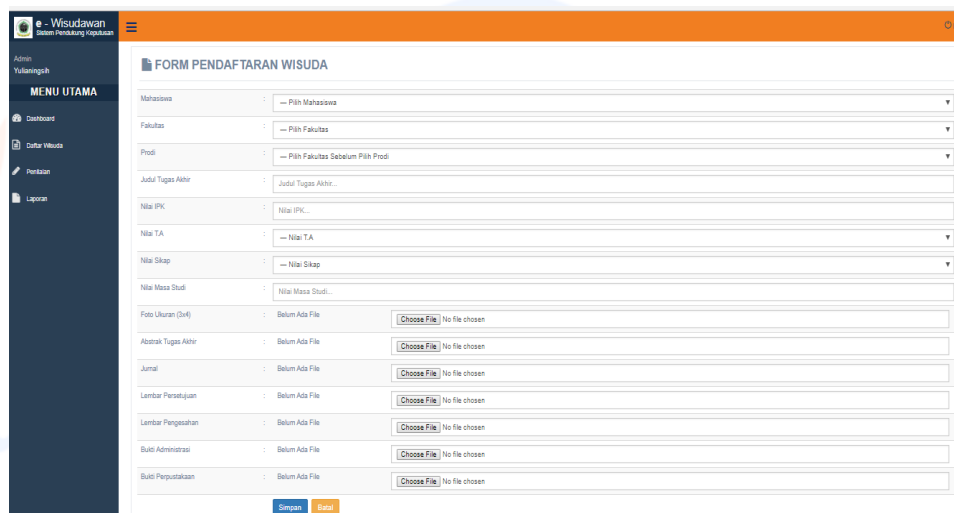 e - Wisudawan
Sistem Pendukung Keputusan
Admin
Yulianingsih
MENU UTAMA
Dashboard
Daftar Wisuda
Penilaian
Laporan
FORM PENDAFTARAN WISUDA
Mahasiswa : --- Pilih Mahasiswa
Fakultas : --- Pilih Fakultas
Prodi : --- Pilih Fakultas Sebelum Pilih Prodi
Judul Tugas Akhir : Judul Tugas Akhir...
Nilai IPK : Nilai IPK...
Nilai T.A : --- Nilai T.A
Nilai Sikap : --- Nilai Sikap
Nilai Masa Studi : Nilai Masa Studi...
Foto Ukuran (3x4) : Belum Ada File Choose File No file chosen
Abstrak Tugas Akhir : Belum Ada File Choose File No file chosen
Jurnal : Belum Ada File Choose File No file chosen
Lembar Persetujuan : Belum Ada File Choose File No file chosen
Lembar Pengesahan : Belum Ada File Choose File No file chosen
Bukti Administrasi : Belum Ada File Choose File No file chosen
Bukti Perpustakaan : Belum Ada File Choose File No file chosen
Simpan Batal